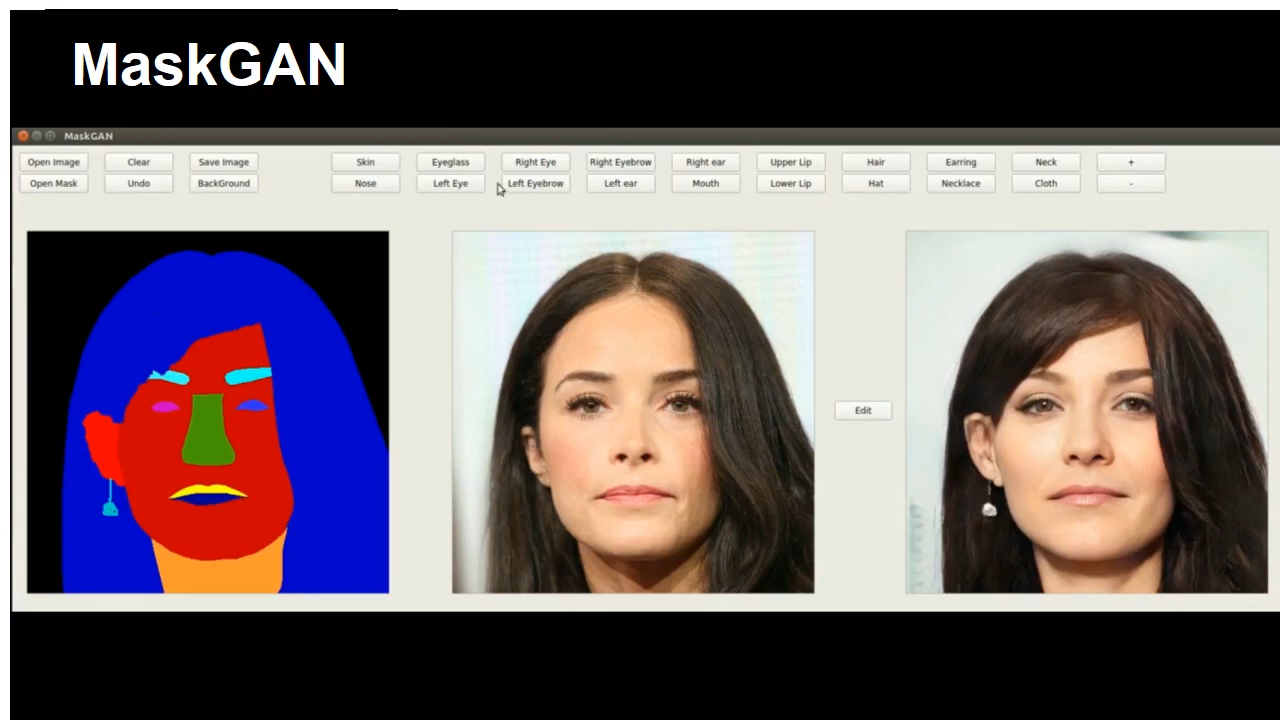 MaskGAN
MaskGAN
Open Image Clear Save Image Skin Eyeglass Right Eye Right Eyebrow Right ear Upper Lip Hair Earring Neck +
Open Mask Undo BackGround Nose Left Eye Left Eyebrow Left ear Mouth Lower Lip Hat Necklace Cloth -
Edit